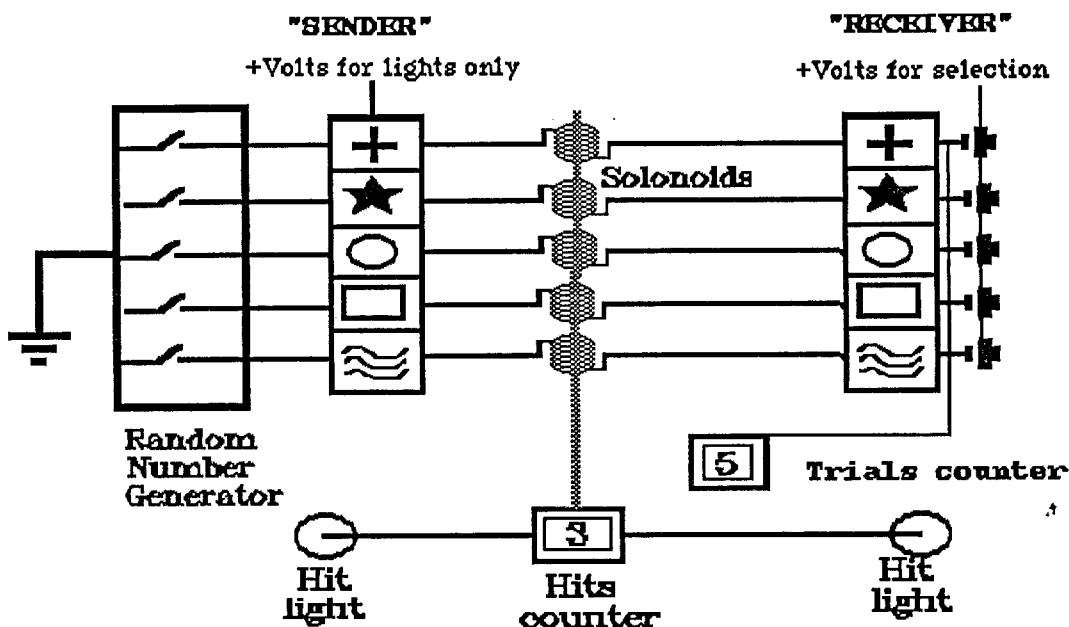 "SENDER"
+Volts for lights only
"RECEIVER"
+Volts for selection
Solonoids
Random
Number
Generator
5
Trials counter
3
Hit
light
Hits
counter
Hit
light